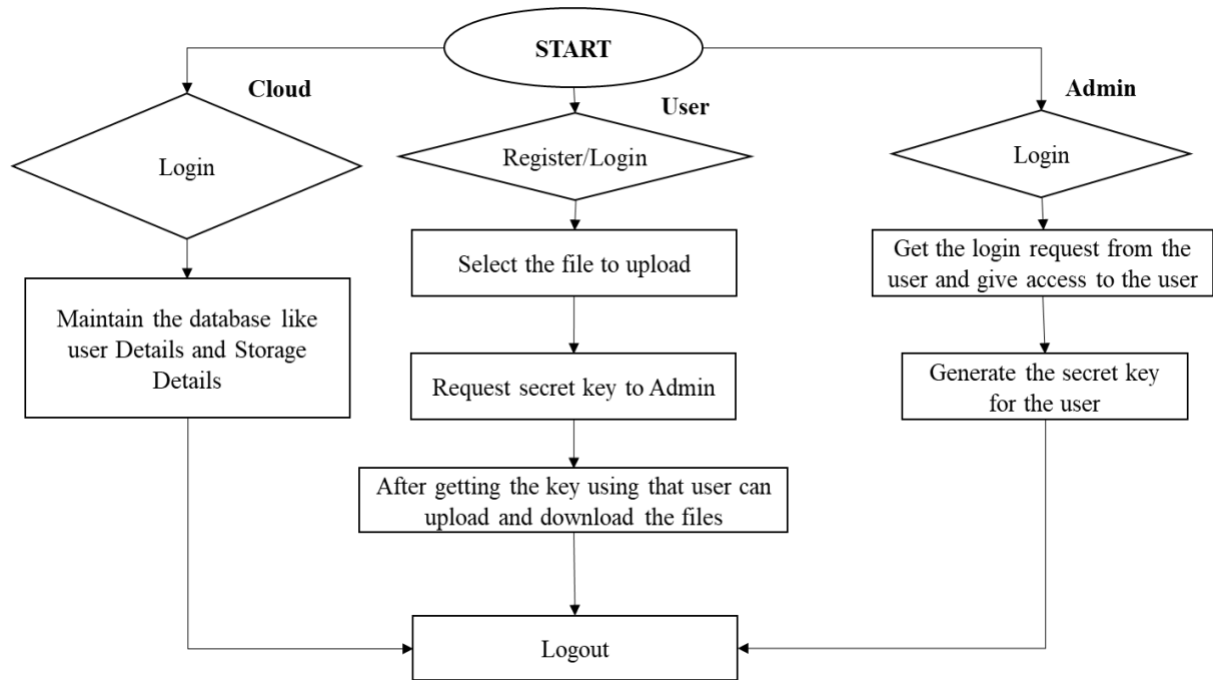 START
Cloud
User
Admin
Login
Register/Login
Login
Select the file to upload
Get the login request from the
user and give access to the user
Maintain the database like
user Details and Storage
Details
Request secret key to Admin
Generate the secret key
for the user
After getting the key using that user can
upload and download the files
Logout